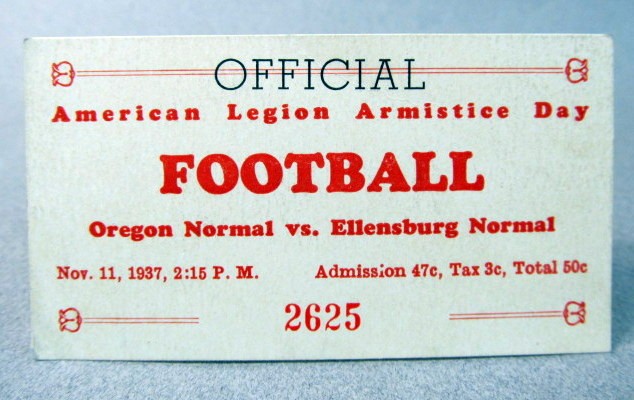 OFFICIAL
American Legion Armistice Day
FOOTBALL
Oregon Normal vs. Ellensburg Normal
Nov. 11, 1937, 2:15 P. M. Admission 47c, Tax 3c, Total 50c
2625